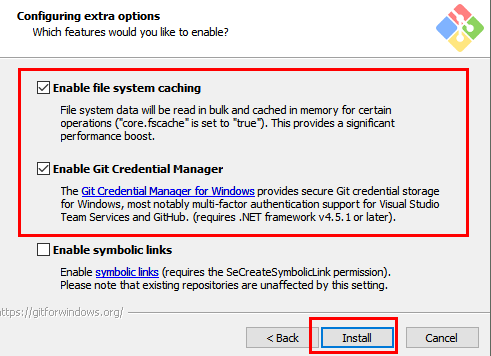 Configuring extra options
Which features would you like to enable?
Enable file system caching
File system data will be read in bulk and cached in memory for certain
operations ("core.fscache" is set to "true"). This provides a significant
performance boost.
Enable Git Credential Manager
The Git Credential Manager for Windows provides secure Git credential storage
for Windows, most notably multi-factor authentication support for Visual Studio
Team Services and GitHub. (requires .NET framework v4.5.1 or later).
Enable symbolic links
Enable symbolic links (requires the SeCreateSymbolicLink permission).
Please note that existing repositories are unaffected by this setting.
https://gitforwindows.org/
< Back
Install
Cancel